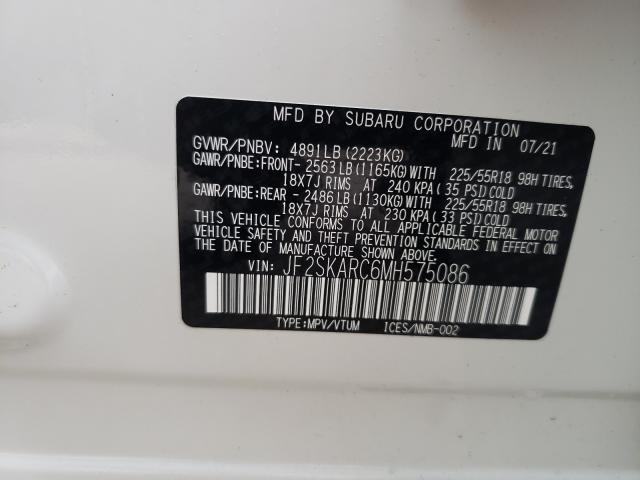 MFD BY SUBARU CORPORATION
MFD IN 07/21
GVWR/PNBV: 4891LB(2223KG)
GAWR/PNBE:FRONT- 2563LB(1165KG)WITH 225/55R18 98H TIRES,
18X7J RIMS AT 240 KPA(35 PSI)COLD
GAWR/PNBE:REAR - 2486LB(1130KG)WITH 225/55R18 98H TIRES,
18X7J RIMS AT 230 KPA(33 PSI)COLD
THIS VEHICLE CONFORMS TO ALL APPLICABLE FEDERAL MOTOR
VEHICLE SAFETY AND THEFT PREVENTION STANDARDS IN EFFECT ON
THE DATE OF MANUFACTURE SHOWN ABOVE.
VIN: JF2SKARC6MH575086
TYPE:MPV/VTUM ICES/NMB-002